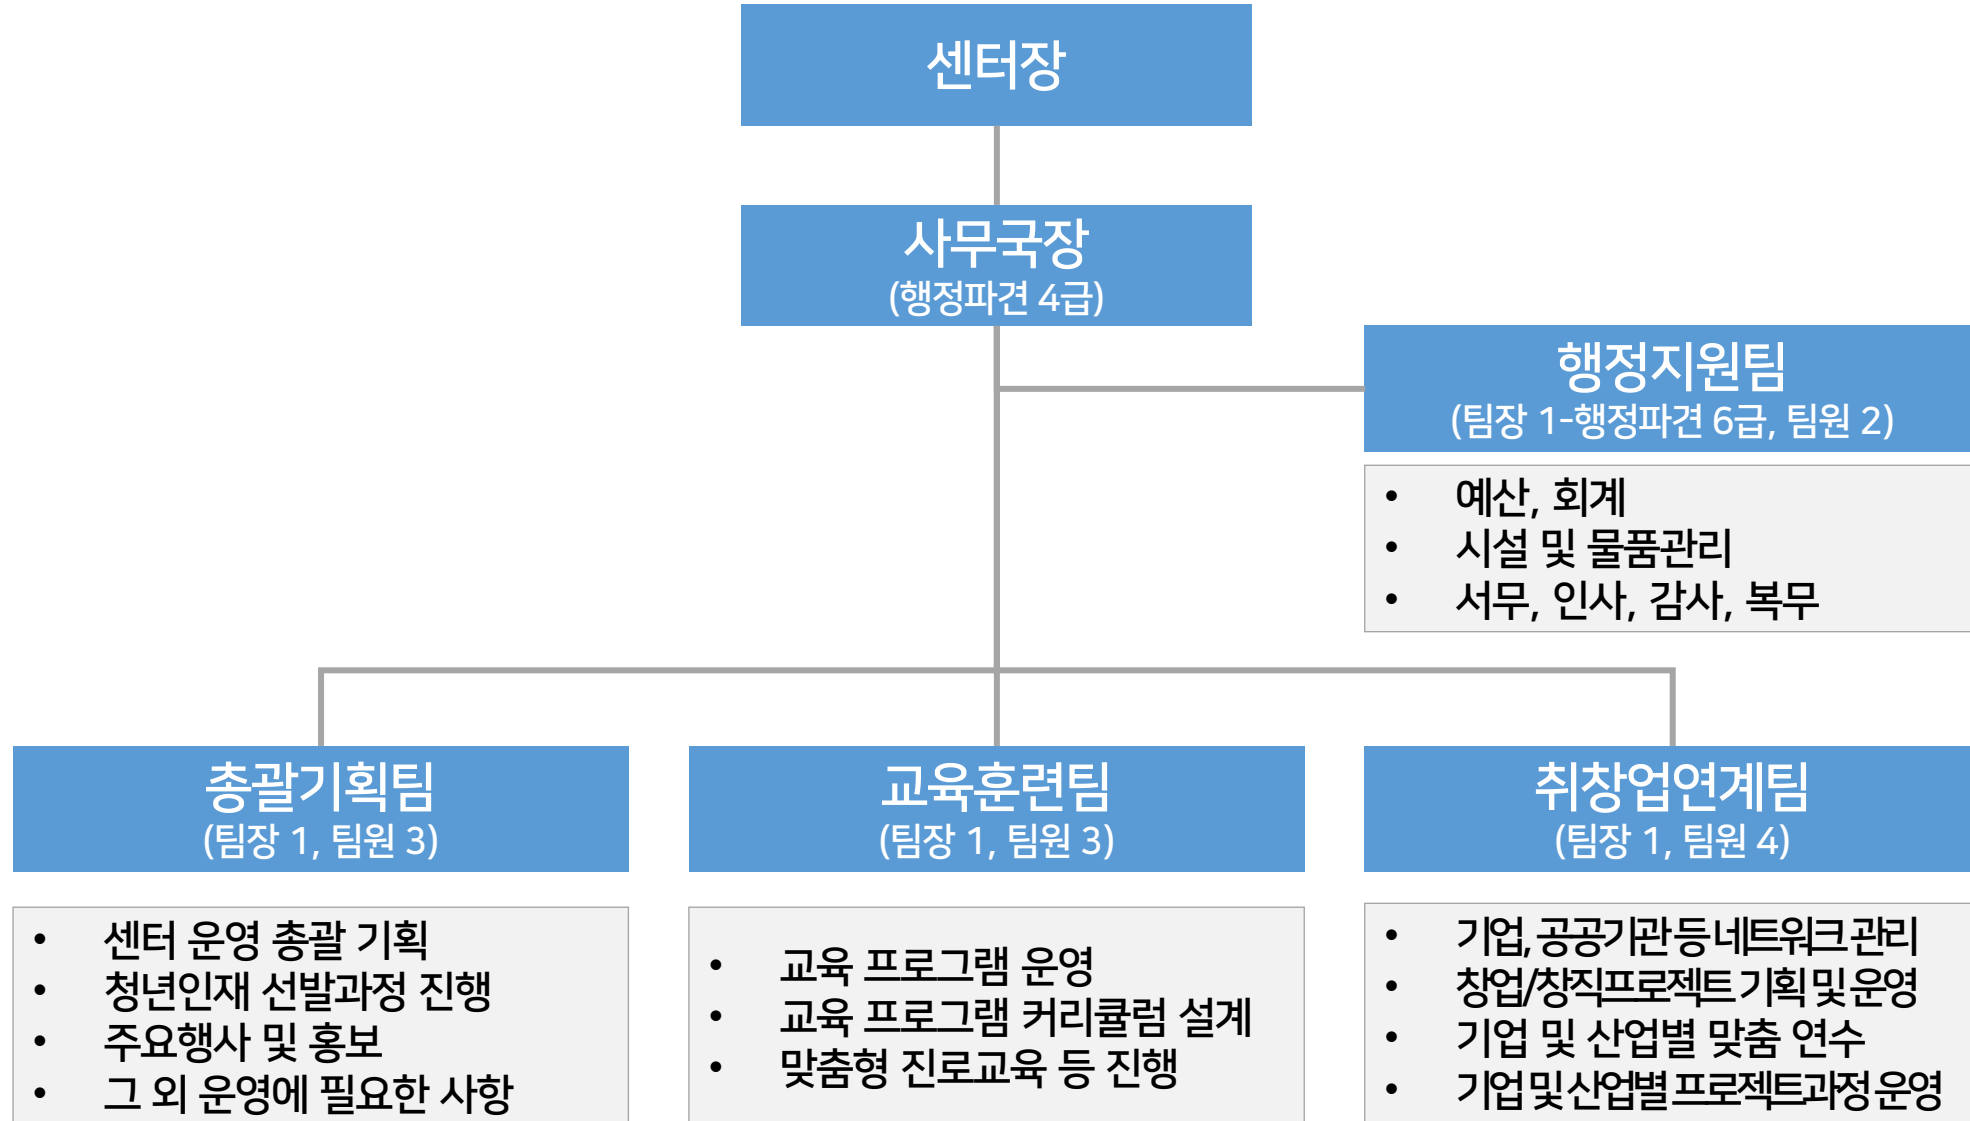 센터장
사무국장
(행정파견 4급)
행정지원팀
(팀장 1-행정파견 6급, 팀원 2)
• 예산, 회계
• 시설 및 물품관리
• 서무, 인사, 감사, 복무
총괄기획팀
(팀장 1, 팀원 3)
• 센터 운영 총괄 기획
• 청년인재 선발과정 진행
• 주요행사 및 홍보
• 그 외 운영에 필요한 사항
교육훈련팀
(팀장 1, 팀원 3)
• 교육 프로그램 운영
• 교육 프로그램 커리큘럼 설계
• 맞춤형 진로교육 등 진행
취창업연계팀
(팀장 1, 팀원 4)
• 기업, 공공기관 등 네트워크 관리
• 창업/창직프로젝트 기획 및 운영
• 기업 및 산업별 맞춤 연수
• 기업 및 산업별 프로젝트과정 운영